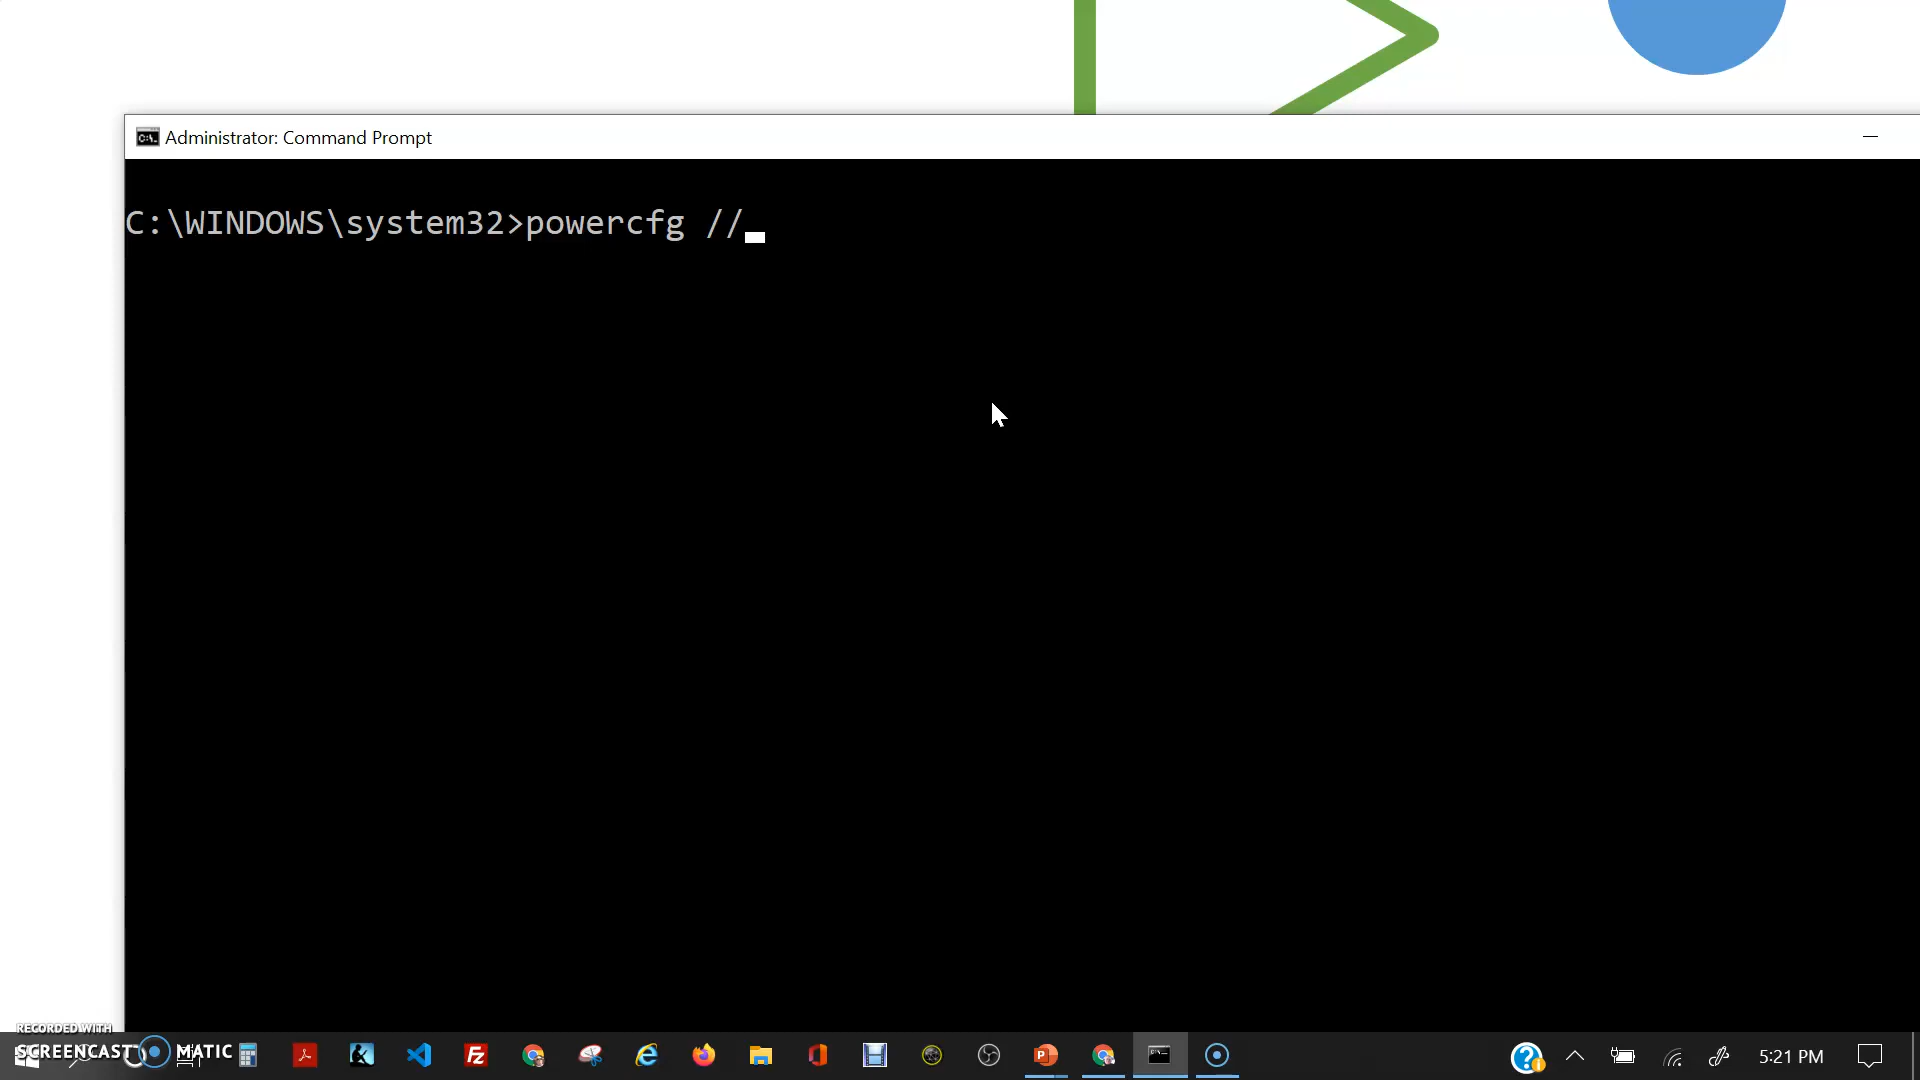 Administrator: Command Prompt
C:\WINDOWS\system32>powercfg //
RECORDED WITH
SCREENCAST MATIC
5:21 PM